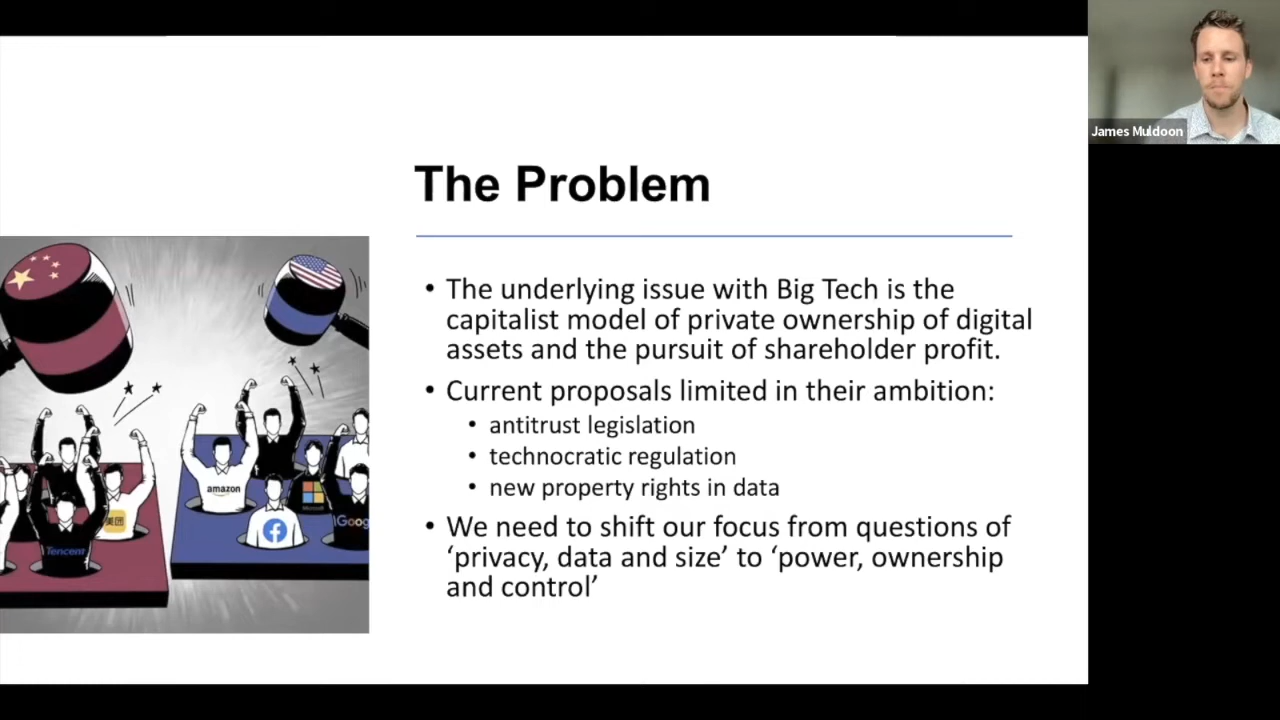 James Muldoon
The Problem
• The underlying issue with Big Tech is the
capitalist model of private ownership of digital
assets and the pursuit of shareholder profit.
• Current proposals limited in their ambition:
• antitrust legislation
• technocratic regulation
• new property rights in data
• We need to shift our focus from questions of
‘privacy, data and size’ to ‘power, ownership
and control’
amazon
Microsoft
Goog
Tencent
美团